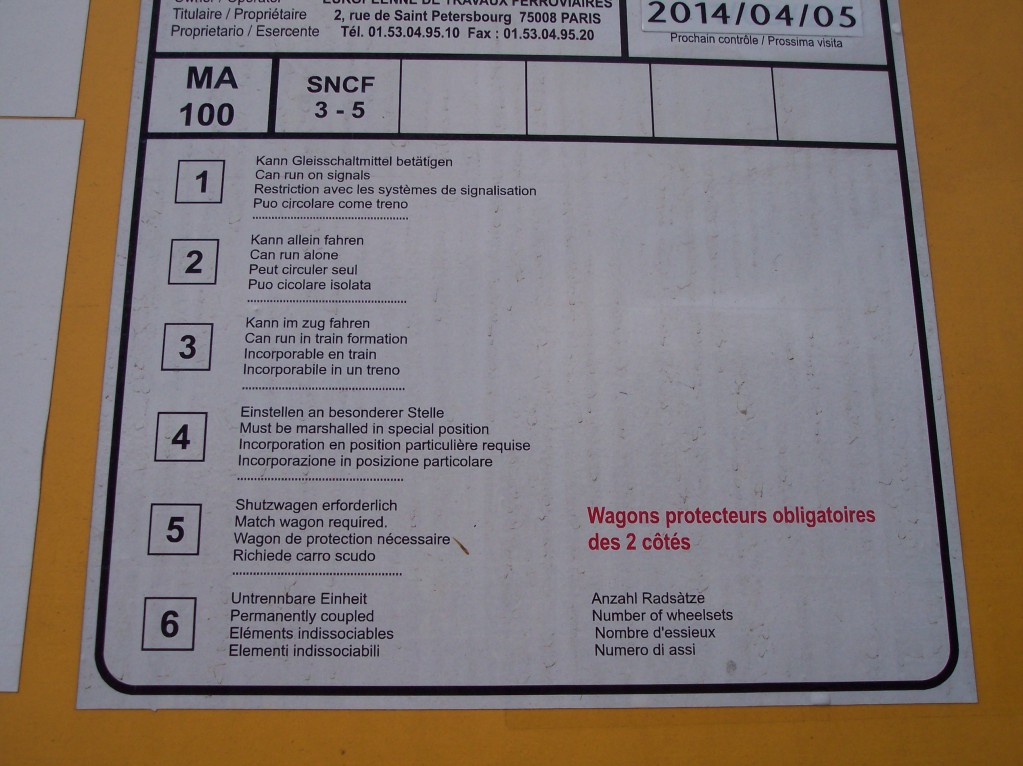 Owner / Operator EUROPEENNE DE TRAVAUX FERROVIAIRES
Titulaire / Propriétaire 2, rue de Saint Petersbourg 75008 PARIS
Proprietario / Esercente Tél. 01.53.04.95.10 Fax : 01.53.04.95.20
2014/04/05
Prochain contrôle / Prossima visita
MA
100
SNCF
3 - 5
1
Kann Gleisschaltmittel betätigen
Can run on signals
Restriction avec les systèmes de signalisation
Puo circolare come treno
2
Kann allein fahren
Can run alone
Peut circuler seul
Puo cicolare isolata
3
Kann im zug fahren
Can run in train formation
Incorporable en train
Incorporabile in un treno
4
Einstellen an besonderer Stelle
Must be marshalled in special position
Incorporation en position particulière requise
Incorporazione in posizione particolare
5
Shutzwagen erforderlich
Match wagon required.
Wagon de protection nécessaire
Richiede carro scudo
Wagons protecteurs obligatoires
des 2 côtés
6
Untrennbare Einheit
Permanently coupled
Eléments indissociables
Elementi indissociabili
Anzahl Radsàtze
Number of wheelsets
Nombre d'essieux
Numero di assi